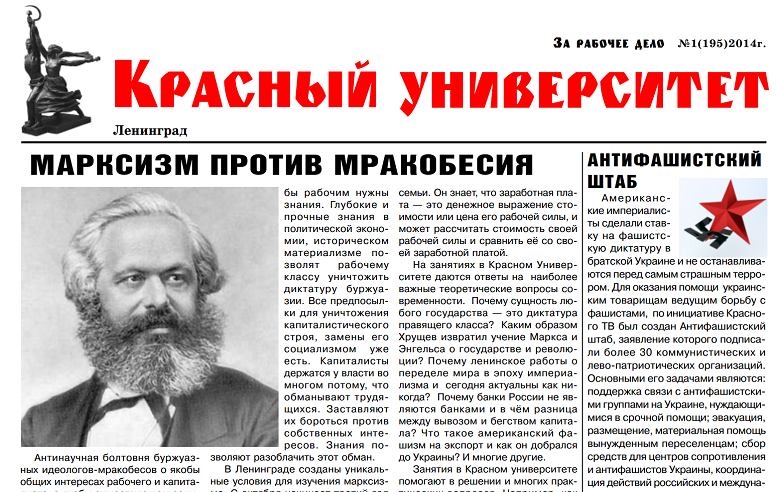 За рабочее дело №1(195)2014г.
Красный университет
Ленинград
МАРКСИЗМ ПРОТИВ МРАКОБЕСИЯ
Антинаучная болтовня буржуаз-
ных идеологов-мракобесов о якобы
общих интересах рабочего и капита-
бы рабочим нужны
знания. Глубокие и
прочные знания в
политической эконо-
мии, историческом
материализме по-
зволят рабочему
классу уничтожить
диктатуру буржуа-
зии. Все предпосыл-
ки для уничтожения
капиталистического
строя, замены его
социализмом уже
есть. Капиталисты
держатся у власти во
многом потому, что
обманывают трудя-
щихся. Заставляют
их бороться против
собственных инте-
ресов. Знания по-
зволяют разоблачить этот обман.
В Ленинграде созданы уникаль-
ные условия для изучения марксиз-
семьи. Он знает, что заработная пла-
та — это денежное выражение сто-
имости или цена его рабочей силы, и
может рассчитать стоимость своей
рабочей силы и сравнить её со сво-
ей заработной платой.
На занятиях в Красном Универси-
тете даются ответы на наиболее
важные теоретические вопросы со-
временности. Почему сущность лю-
бого государства — это диктатура
правящего класса? Каким образом
Хрущев извратил учение Маркса и
Энгельса о государстве и револю-
ции? Почему ленинское работы о
переделе мира в эпоху империа-
лизма и сегодня актуальны как ни-
когда? Почему банки России не яв-
ляются банками и в чём разница
между вывозом и бегством капита-
ла? Что такое американский фа-
шизм на экспорт и как он добрался
до Украины? И многие другие.
Занятия в Красном университете
помогают в решении и многих прак-
АНТИФАШИСТСКИЙ
ШТАБ
Американс-
кие империалис-
ты сделали став-
ку на фашистс-
кую диктатуру в
братской Украине и не останавлива-
ются перед самым страшным терро-
ром. Для оказания помощи украинс-
ким товарищам ведущим борьбу с
фашистами, по инициативе Красно-
го ТВ был создан Антифашистский
штаб, заявление которого подписа-
ли более 30 коммунистических и
лево-патриотических организаций.
Основными его задачами являются:
поддержка связи с антифашистски-
ми группами на Украине, нуждающи-
мися в срочной помощи; эвакуация,
размещение, материальная помощь
вынужденным переселенцам; сбор
средств для центров сопротивления
и антифашистов Украины, коорди-
нация действий российских и междуна-